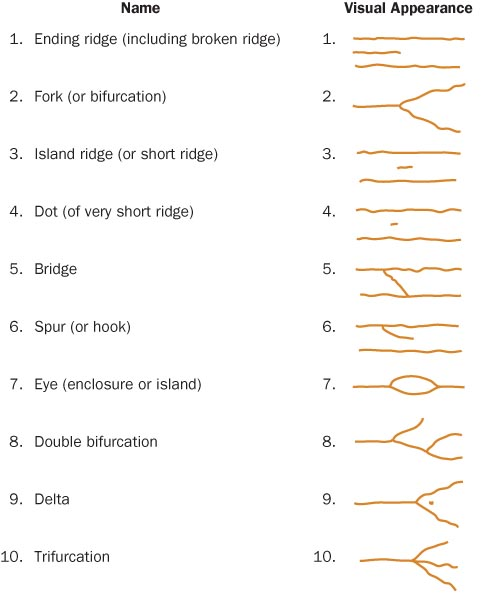 Name Visual Appearance
1. Ending ridge (including broken ridge) 1.
2. Fork (or bifurcation) 2.
3. Island ridge (or short ridge) 3.
4. Dot (of very short ridge) 4.
5. Bridge 5.
6. Spur (or hook) 6.
7. Eye (enclosure or island) 7.
8. Double bifurcation 8.
9. Delta 9.
10. Trifurcation 10.